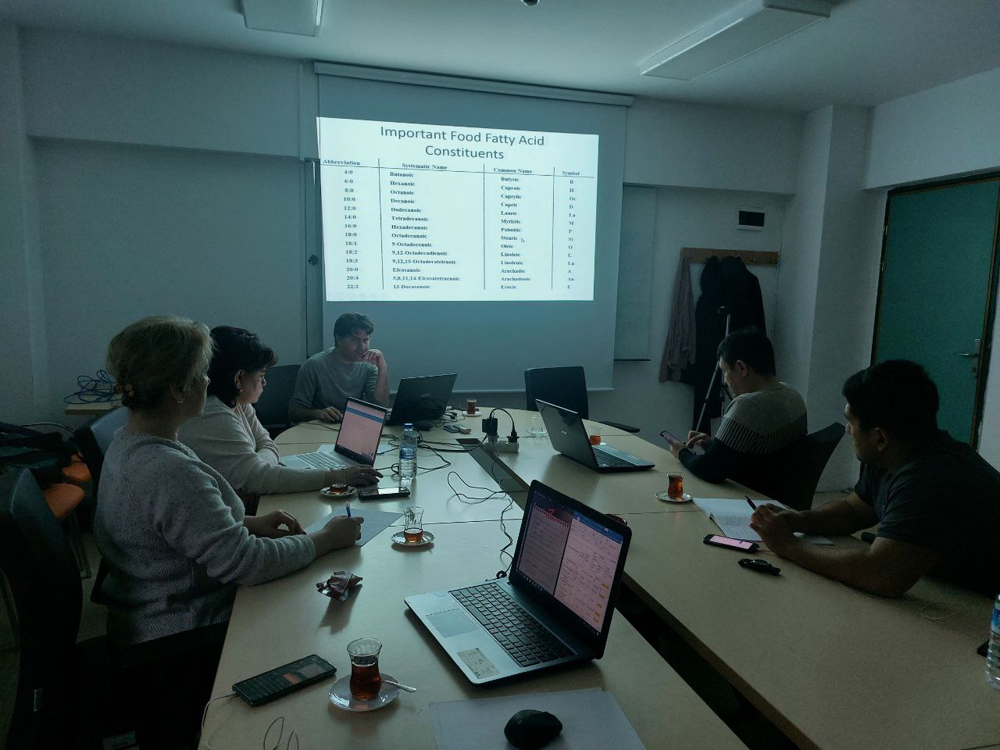 Important Food Fatty Acid
Constituents
Abbreviation Systematic Name Common Name Symbol
4:0 Butanoic Butyric B
6:0 Hexanoic Caproic H
8:0 Octanoic Caprylic Oc
10:0 Decanoic Capric D
12:0 Dodecanoic Lauric La
14:0 Tetradecanoic Myristic M
16:0 Hexadecanoic Palmitic P
18:0 Octadecanoic Stearic St
18:1 9-Octadecenoic Oleic O
18:2 9,12-Octadecadienoic Linoleic L
18:3 9,12,15-Octadecatrienoic Linolenic Ln
20:0 Eicosanoic Arachadic A
20:4 5,8,11,14-Eicosatetraenoic Arachadonic An
22:1 13-Docosenoic Erucic E